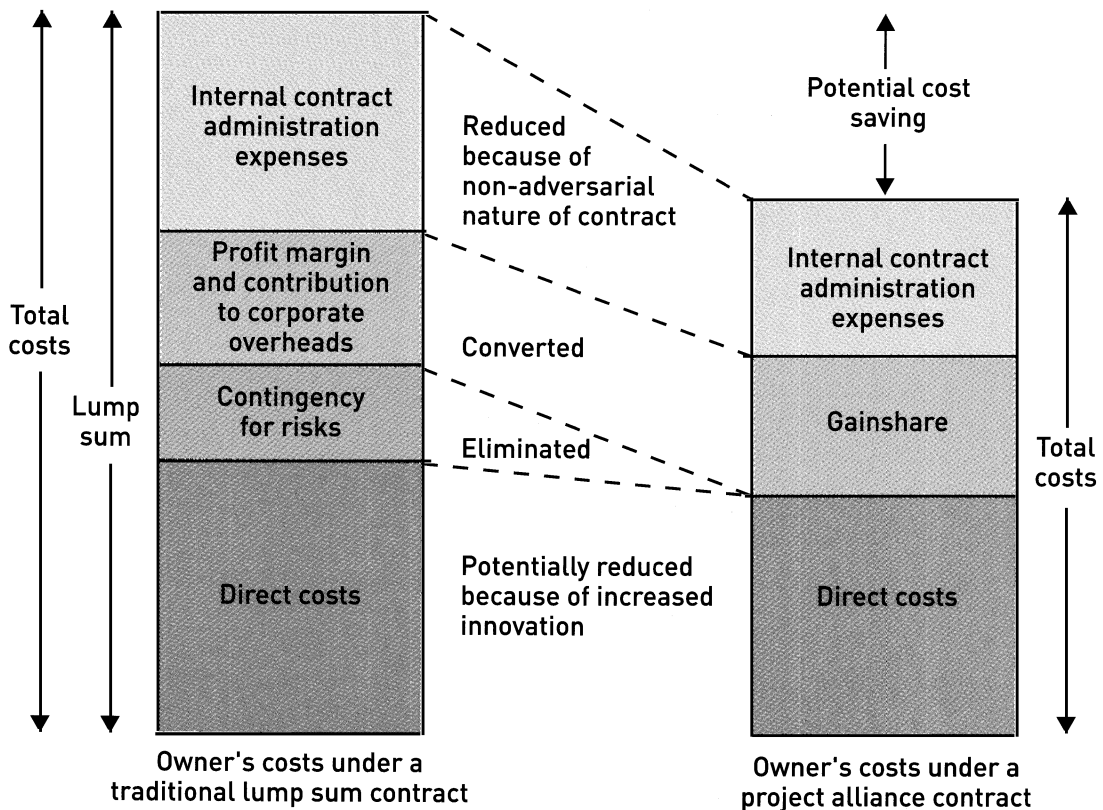 Total
costs
Lump
sum
Internal contract
administration
expenses
Profit margin
and contribution
to corporate
overheads
Contingency
for risks
Direct costs
Owner's costs under a
traditional lump sum contract
Reduced
because of
non-adversarial
nature of contract
Converted
Eliminated
Potentially reduced
because of increased
innovation
Potential cost
saving
Internal contract
administration
expenses
Gainshare
Direct costs
Total
costs
Owner's costs under a
project alliance contract